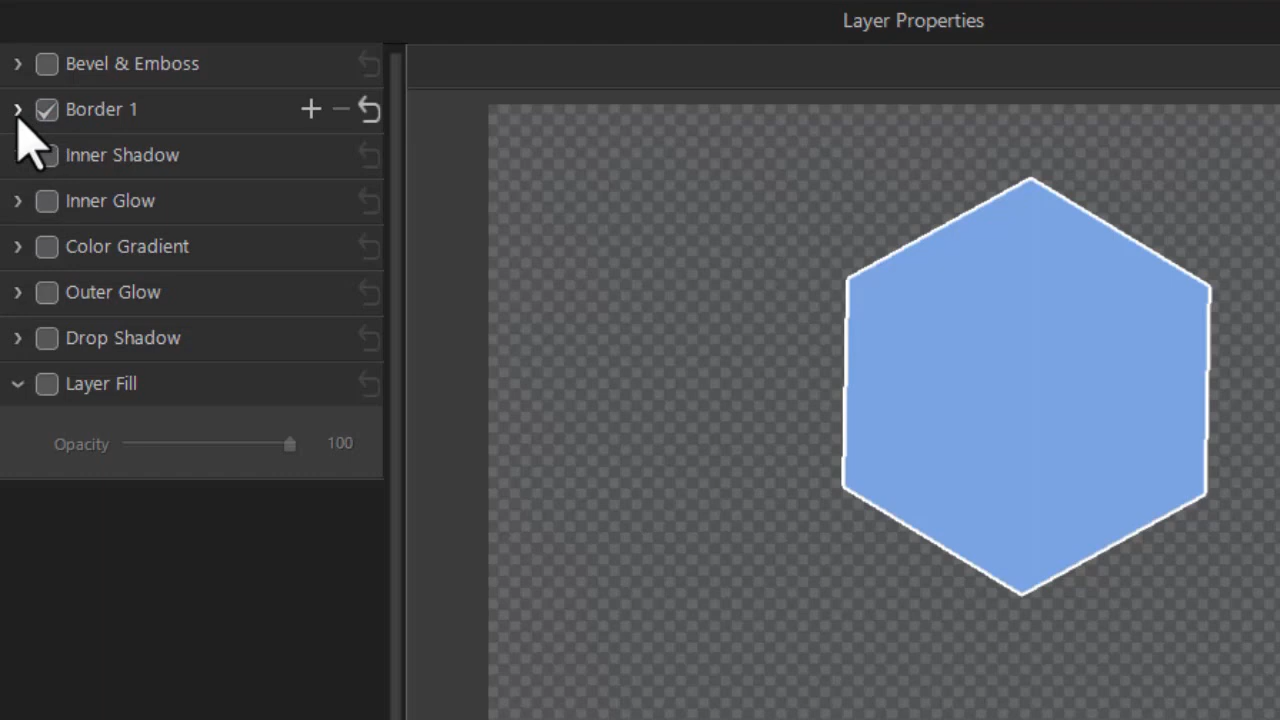 Layer Properties
Bevel & Emboss
Border 1
Inner Shadow
Inner Glow
Color Gradient
Outer Glow
Drop Shadow
Layer Fill
Opacity 100